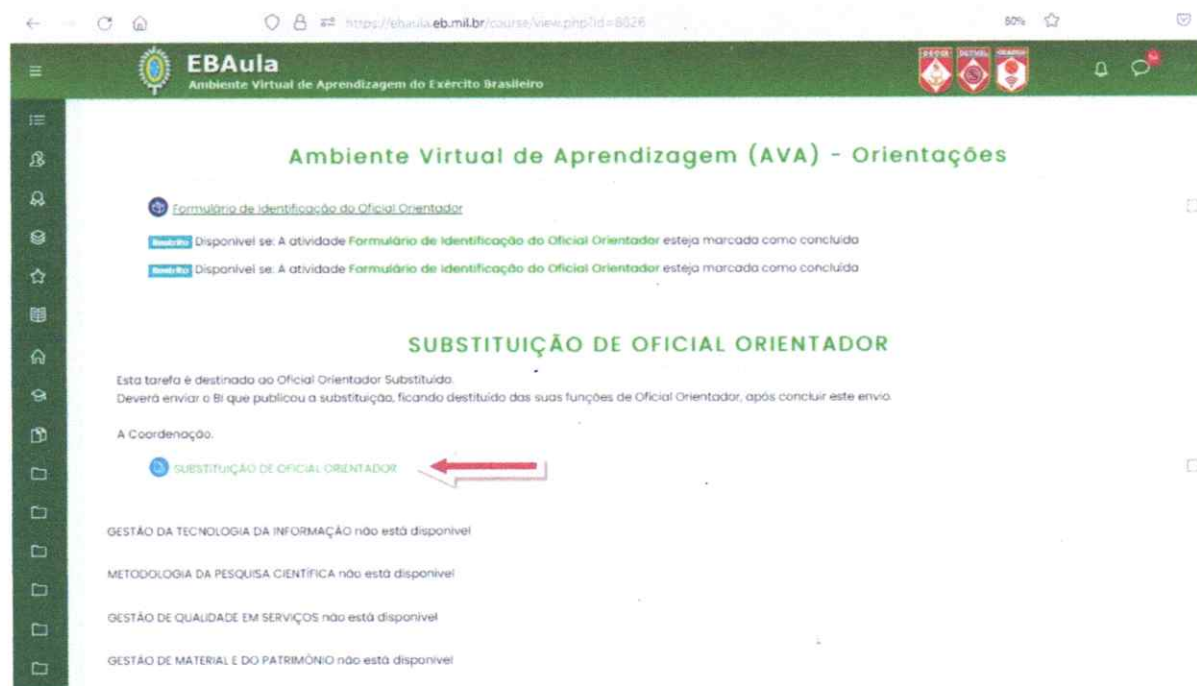 https://ebaula.eb.mil.br/course/view.php?id=8826
80%
EBAula
Ambiente Virtual de Aprendizagem do Exército Brasileiro
Ambiente Virtual de Aprendizagem (AVA) - Orientações
Formulário de Identificação do Oficial Orientador
Restrito Disponível se: A atividade Formulário de Identificação do Oficial Orientador esteja marcada como concluída
Restrito Disponível se: A atividade Formulário de Identificação do Oficial Orientador esteja marcada como concluída
SUBSTITUIÇÃO DE OFICIAL ORIENTADOR
Esta tarefa é destinada ao Oficial Orientador Substituído.
Deverá enviar o BI que publicou a substituição, ficando destituído das suas funções de Oficial Orientador, após concluir este envio.
A Coordenação.
SUBSTITUIÇÃO DE OFICIAL ORIENTADOR
GESTÃO DA TECNOLOGIA DA INFORMAÇÃO não está disponível
METODOLOGIA DA PESQUISA CIENTÍFICA não está disponível
GESTÃO DE QUALIDADE EM SERVIÇOS não está disponível
GESTÃO DE MATERIAL E DO PATRIMÔNIO não está disponível